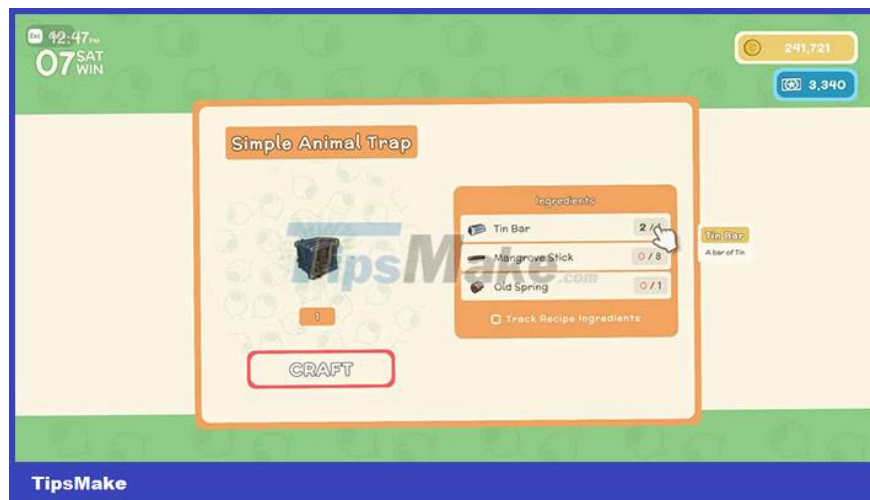 Esc 12:47PM
07 SAT
WIN
241,721
3,340
Simple Animal Trap
Ingredients
Tin Bar 2 /
Mangrove Stick 0 / 8
Old Spring 0 / 1
Track Recipe Ingredients
1
CRAFT
Tin Bar
A bar of Tin
TipsMake.com
TipsMake